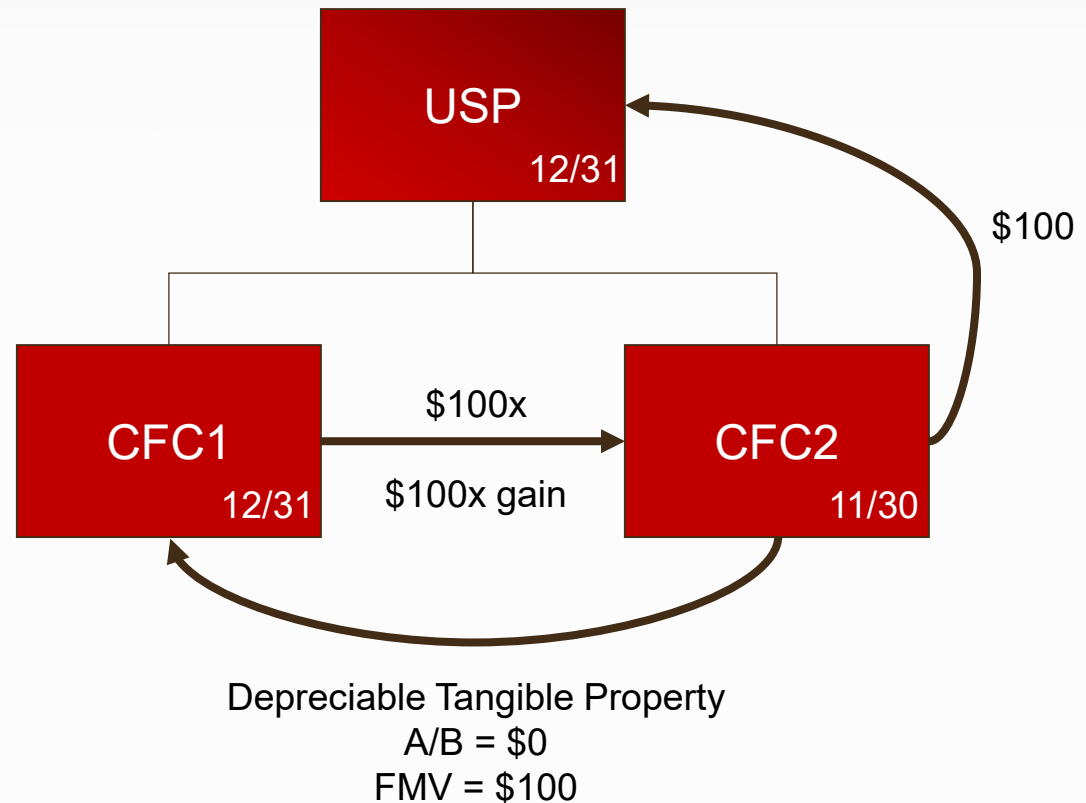 USP
12/31
$100
CFC1
12/31
$100x
$100x gain
CFC2
11/30
Depreciable Tangible Property
A/B = $0
FMV = $100